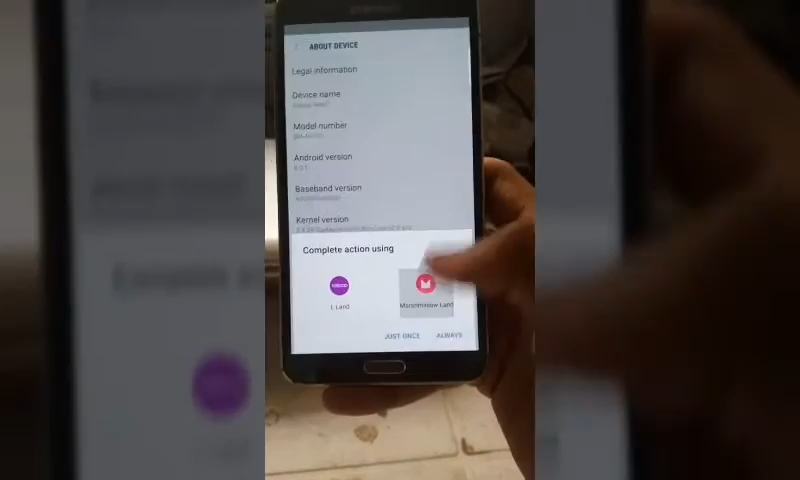 ABOUT DEVICE
Legal information
Device name
Model number
Android version
6.0.1
Baseband version
Kernel version
Complete action using
L Land
Marshmallow Land
JUST ONCE
ALWAYS